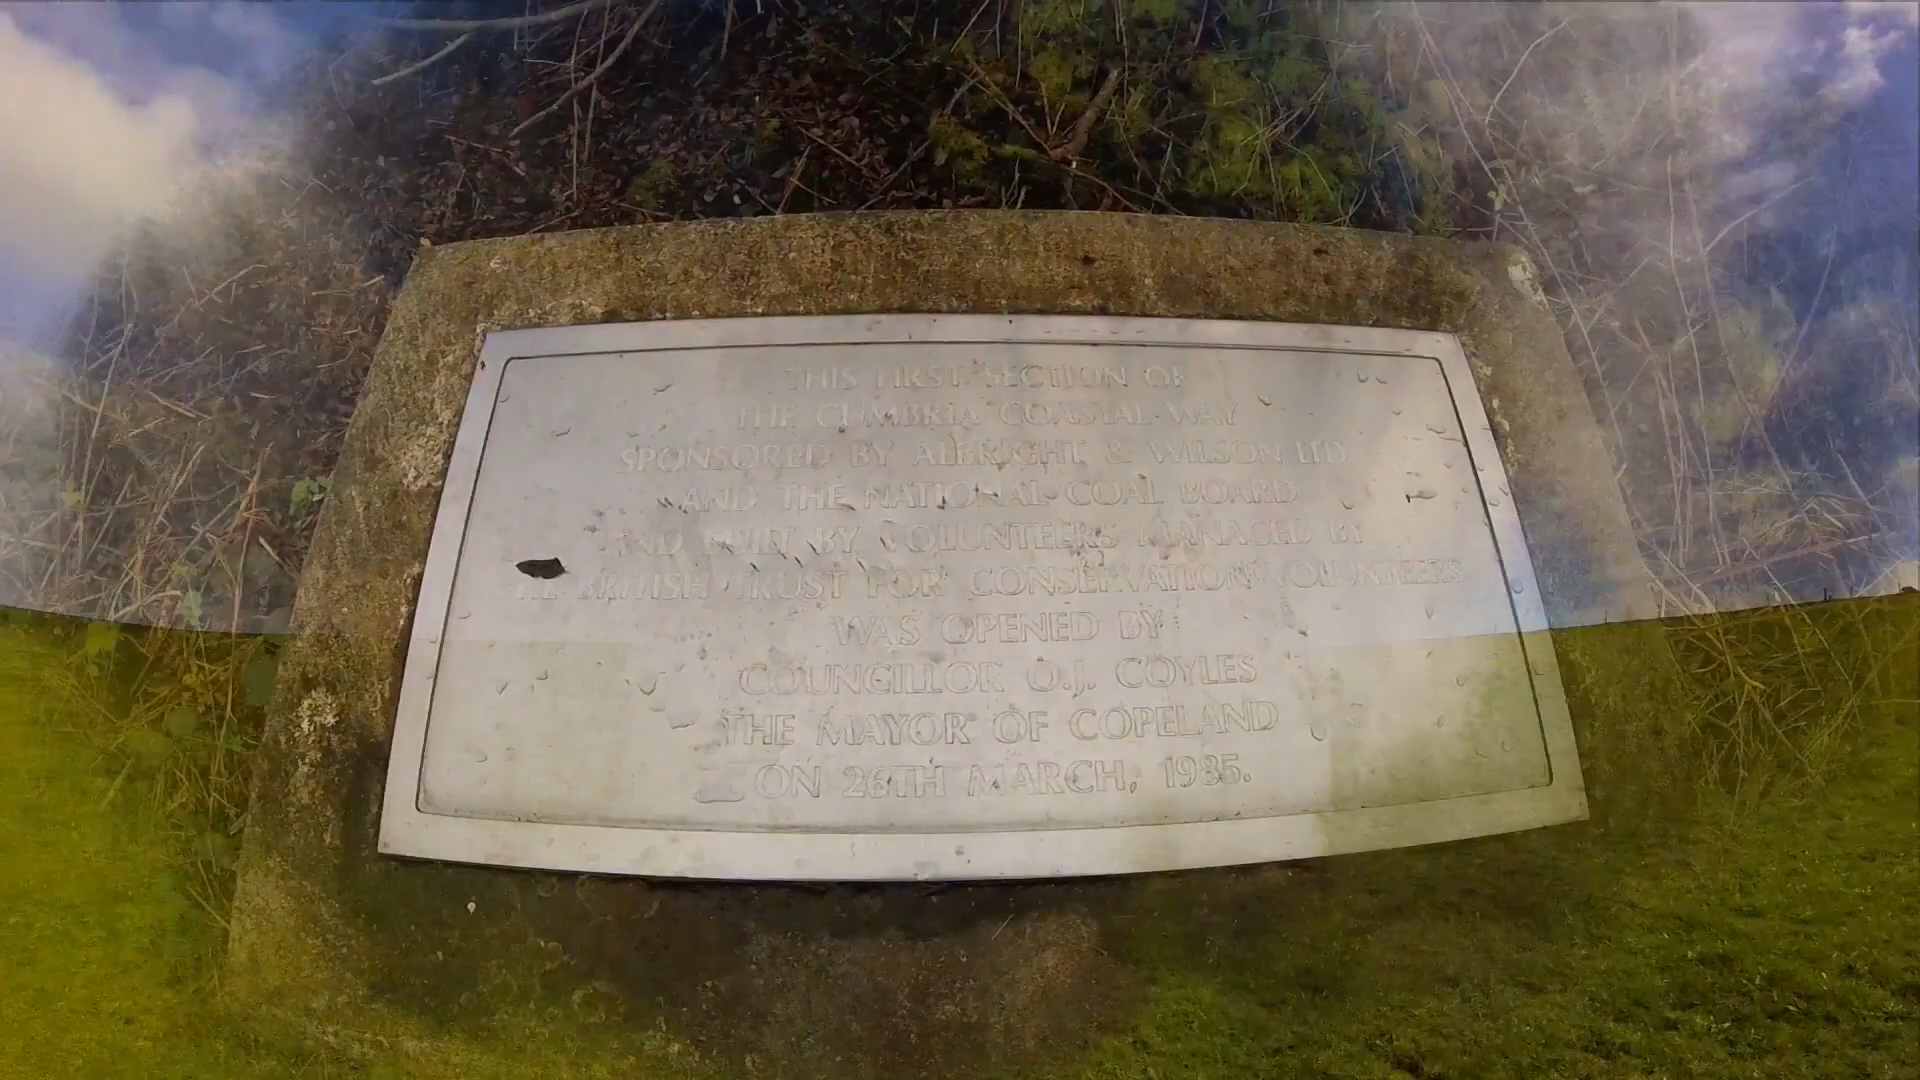 THIS FIRST SECTION OF
THE CUMBRIA COASTAL WAY
SPONSORED BY ALBRIGHT & WILSON LTD
AND THE NATIONAL COAL BOARD
AND BUILT BY VOLUNTEERS MANAGED BY
THE BRITISH TRUST FOR CONSERVATION VOLUNTEERS
WAS OPENED BY
COUNCILLOR O.J. COYLES
THE MAYOR OF COPELAND
ON 26TH MARCH, 1985.